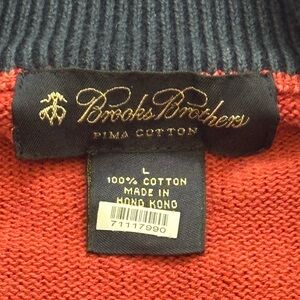 Brooks Brothers
PIMA COTTON
L
100% COTTON
MADE IN
HONG KONG
71117990